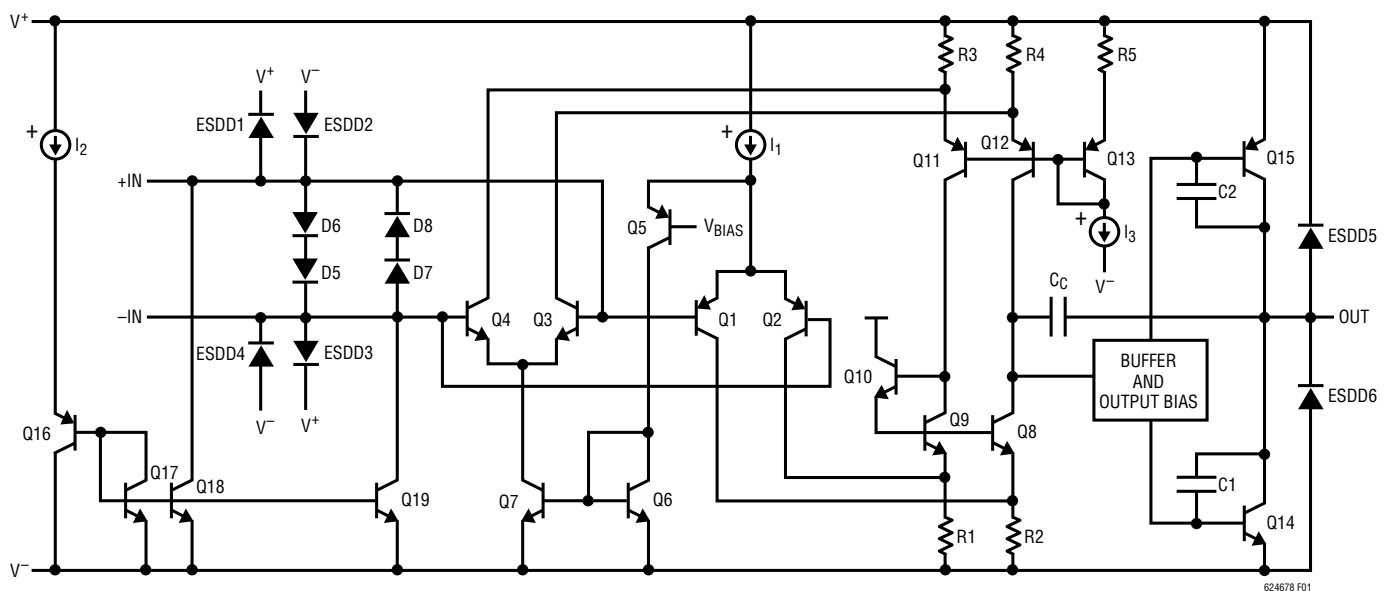 V+
R3
R4
R5
V+
V−
+
I2
ESDD1
ESDD2
+
I1
Q11
Q12
Q13
Q15
C2
+IN
D6
D8
Q5
VBIAS
+
I3
ESDD5
D5
D7
V−
−IN
Q4
Q3
Q1
Q2
CC
OUT
ESDD4
ESDD3
Q10
BUFFER
AND
OUTPUT BIAS
ESDD6
V−
V+
Q16
Q9
Q8
Q17
Q18
Q19
Q7
Q6
C1
Q14
R1
R2
V−
624678 F01